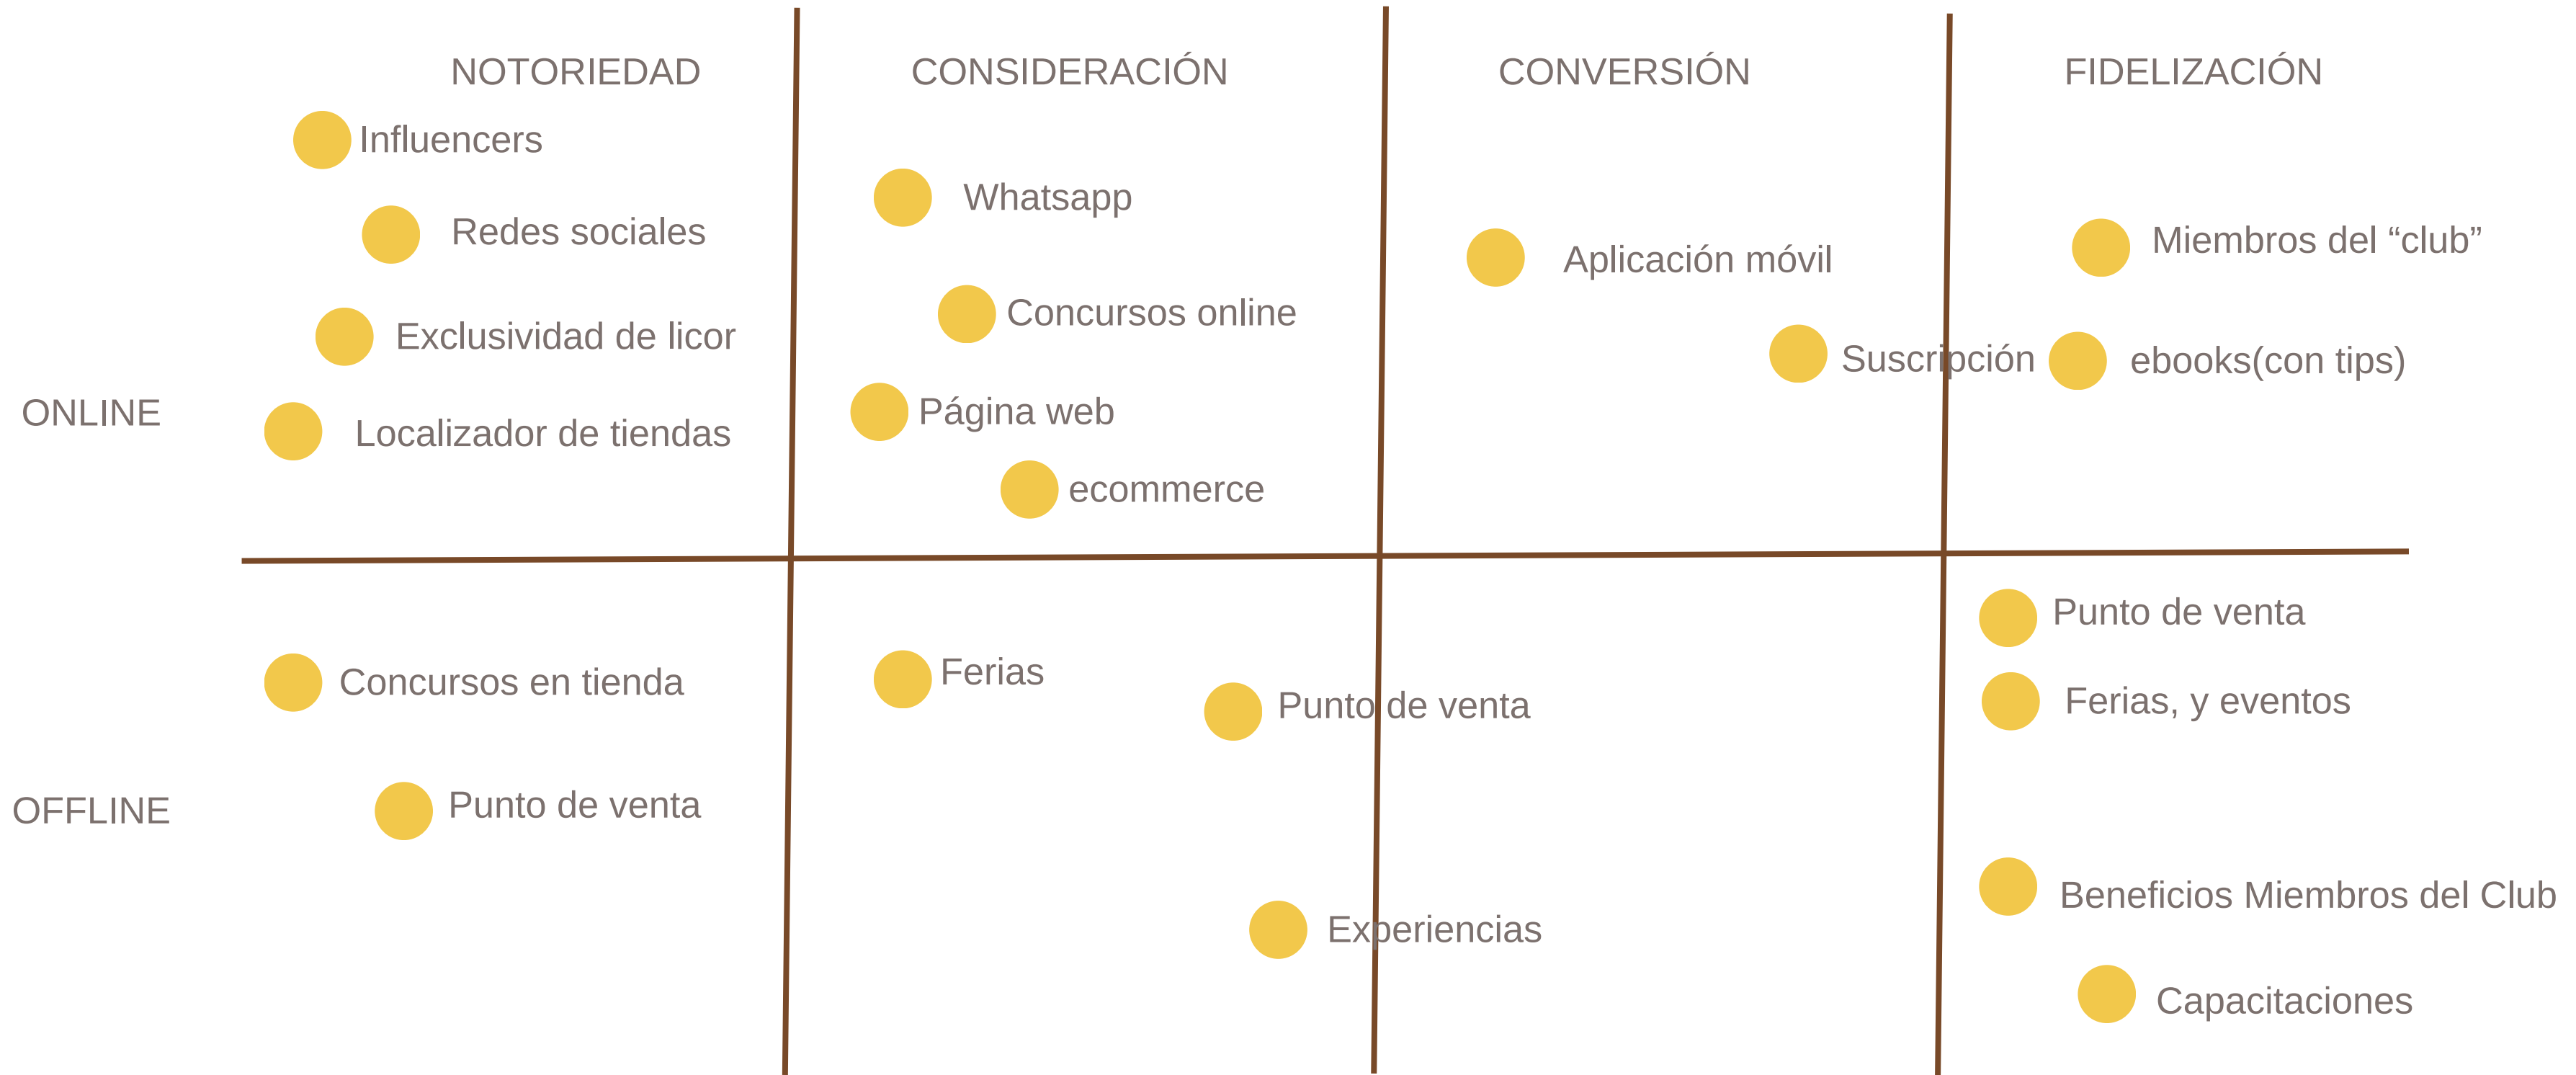 NOTORIEDAD
CONSIDERACIÓN
CONVERSIÓN
FIDELIZACIÓN
ONLINE
Influencers
Redes sociales
Exclusividad de licor
Localizador de tiendas
Whatsapp
Concursos online
Página web
ecommerce
Aplicación móvil
Suscripción
Miembros del “club”
ebooks(con tips)
OFFLINE
Concursos en tienda
Punto de venta
Ferias
Punto de venta
Experiencias
Punto de venta
Ferias, y eventos
Beneficios Miembros del Club
Capacitaciones